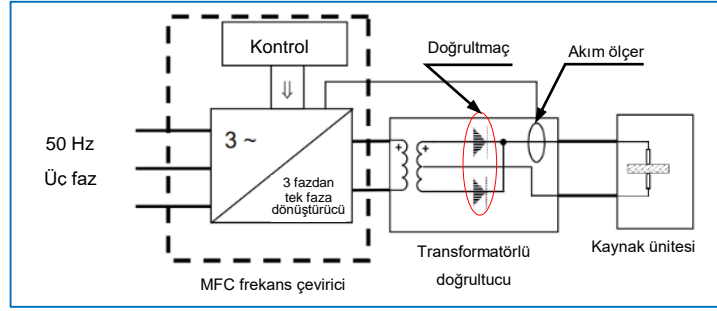 Kontrol
Doğrultmaç
Akım ölçer
⇓
50 Hz
Üç faz
3 ~
3 fazdan
tek faza
dönüştürücü
+
+
MFC frekans çevirici
Transformatörlü
doğrultucu
Kaynak ünitesi